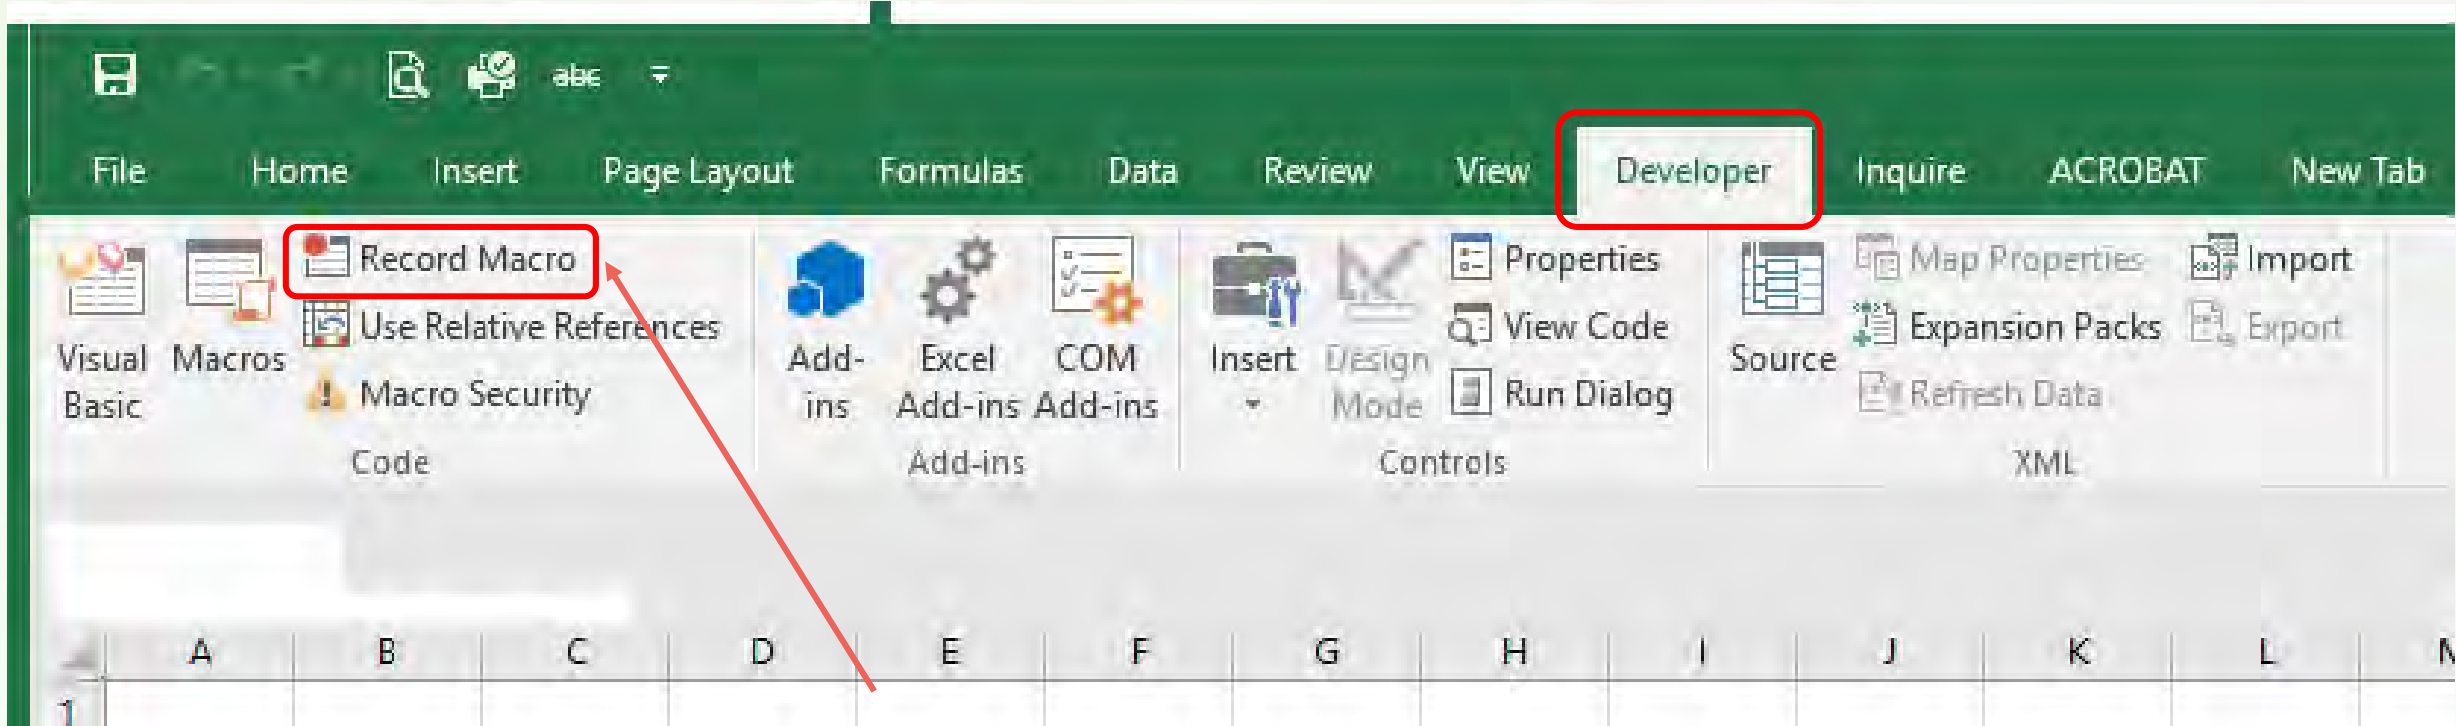 abc
File Home Insert Page Layout Formulas Data Review View Developer Inquire ACROBAT New Tab
Record Macro
Use Relative References
Macro Security
Visual Basic
Macros
Code
Add-ins
Excel Add-ins
COM Add-ins
Add-ins
Insert
Design Mode
Properties
View Code
Run Dialog
Controls
Source
Map Properties
Expansion Packs
Refresh Data
Import
Export
XML
A B C D E F G H I J K L
1